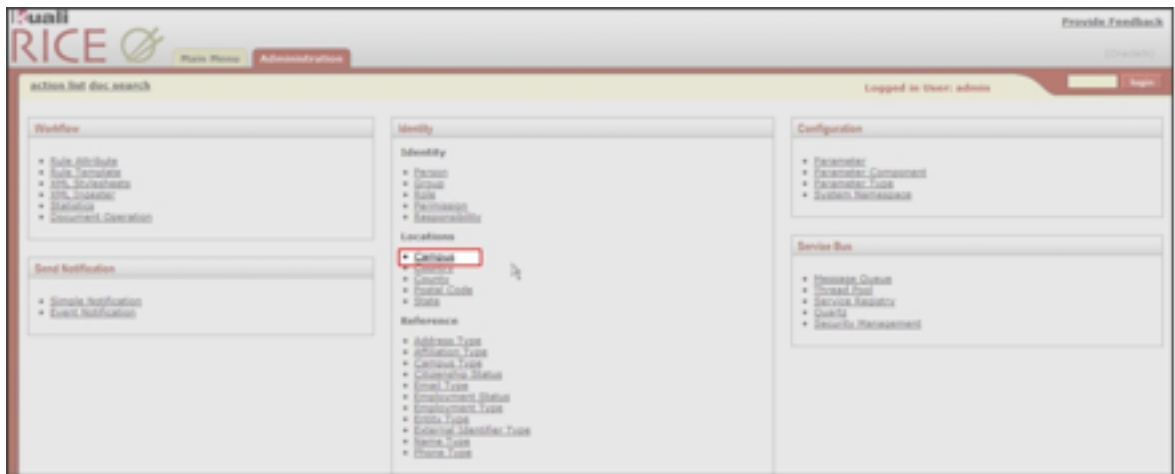 Kuali
RICE
Provide Feedback
Main Menu
Administration
action list doc search
Logged in User: admin
login
Workflow
Rule Attribute
Rule Template
XML Stylesheets
XML Ingester
Statistics
Document Operation
Send Notification
Simple Notification
Event Notification
Identity
Identity
Person
Group
Role
Permission
Responsibility
Locations
Campus
Country
County
Postal Code
State
Reference
Address Type
Affiliation Type
Campus Type
Citizenship Status
Email Type
Employment Status
Employment Type
Entity Type
External Identifier Type
Name Type
Phone Type
Configuration
Parameter
Parameter Component
Parameter Type
System Namespace
Service Bus
Message Queue
Thread Pool
Service Registry
Quartz
Security Management